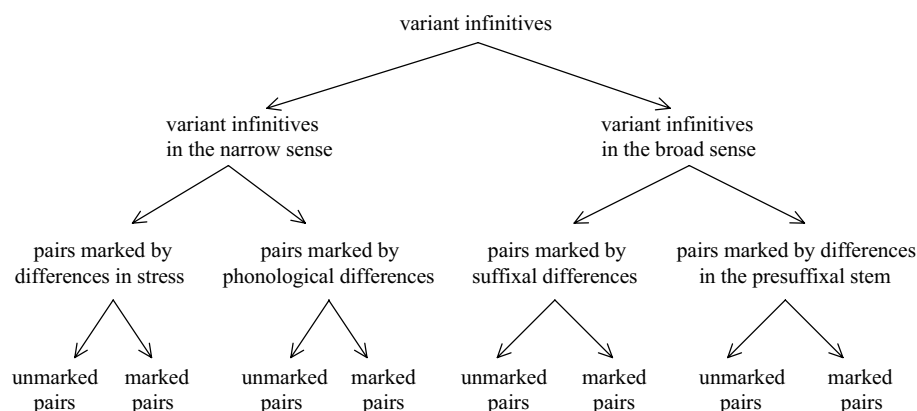 variant infinitives
variant infinitives
in the narrow sense
variant infinitives
in the broad sense
pairs marked by
differences in stress
pairs marked by
phonological differences
pairs marked by
suffixal differences
pairs marked by differences
in the presuffixal stem
unmarked
pairs
marked
pairs
unmarked
pairs
marked
pairs
unmarked
pairs
marked
pairs
unmarked
pairs
marked
pairs